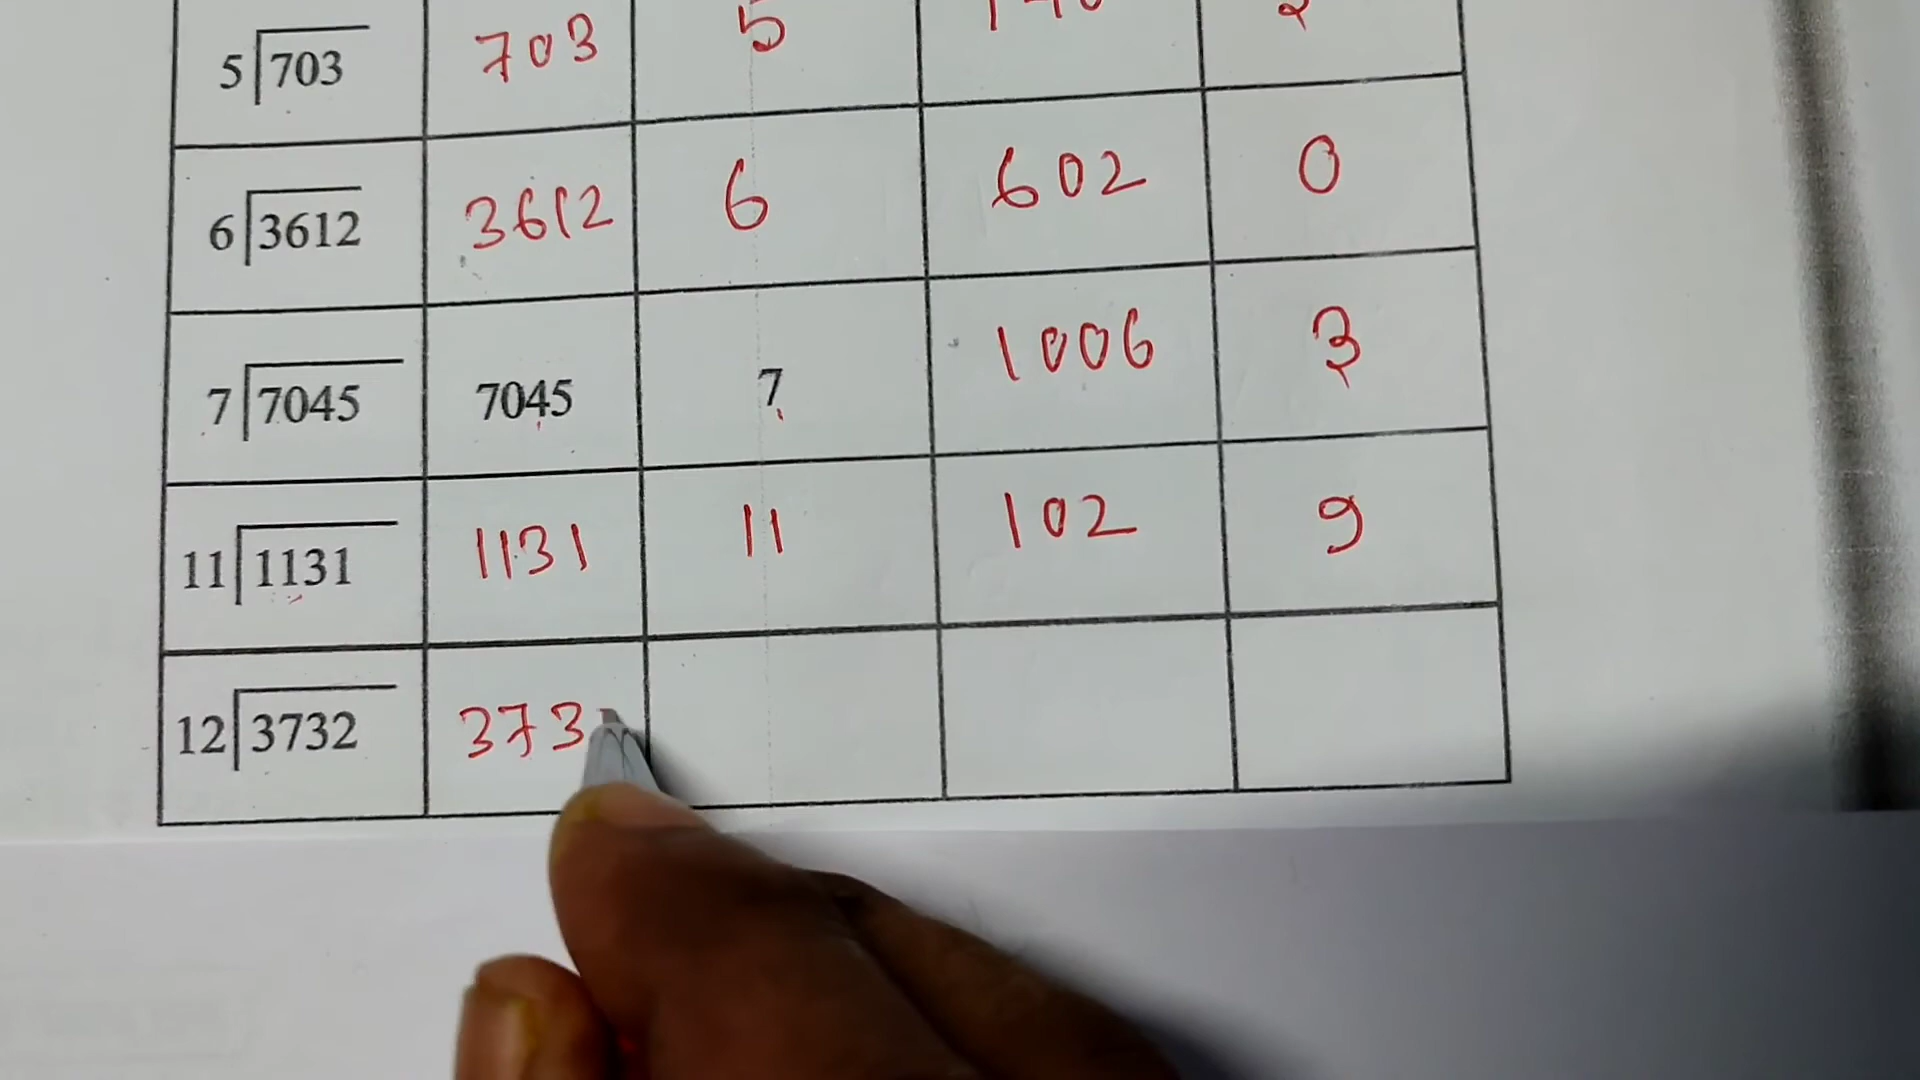 5 703 703 5
6 3612 3612 6 602 0
7 7045 7045 7 1006 3
11 1131 1131 11 102 9
12 3732 373